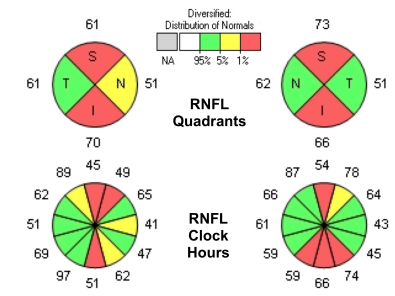 61
Diversified:
Distribution of Normals
73
NA 95% 5% 1%
S
61 T N 51
I
S
62 N T 51
I
RNFL
Quadrants
70
66
45
89 49
62 65
51 41
69 47
97 62
51
RNFL
Clock
Hours
54
87 78
66 64
61 43
59 45
59 74
66